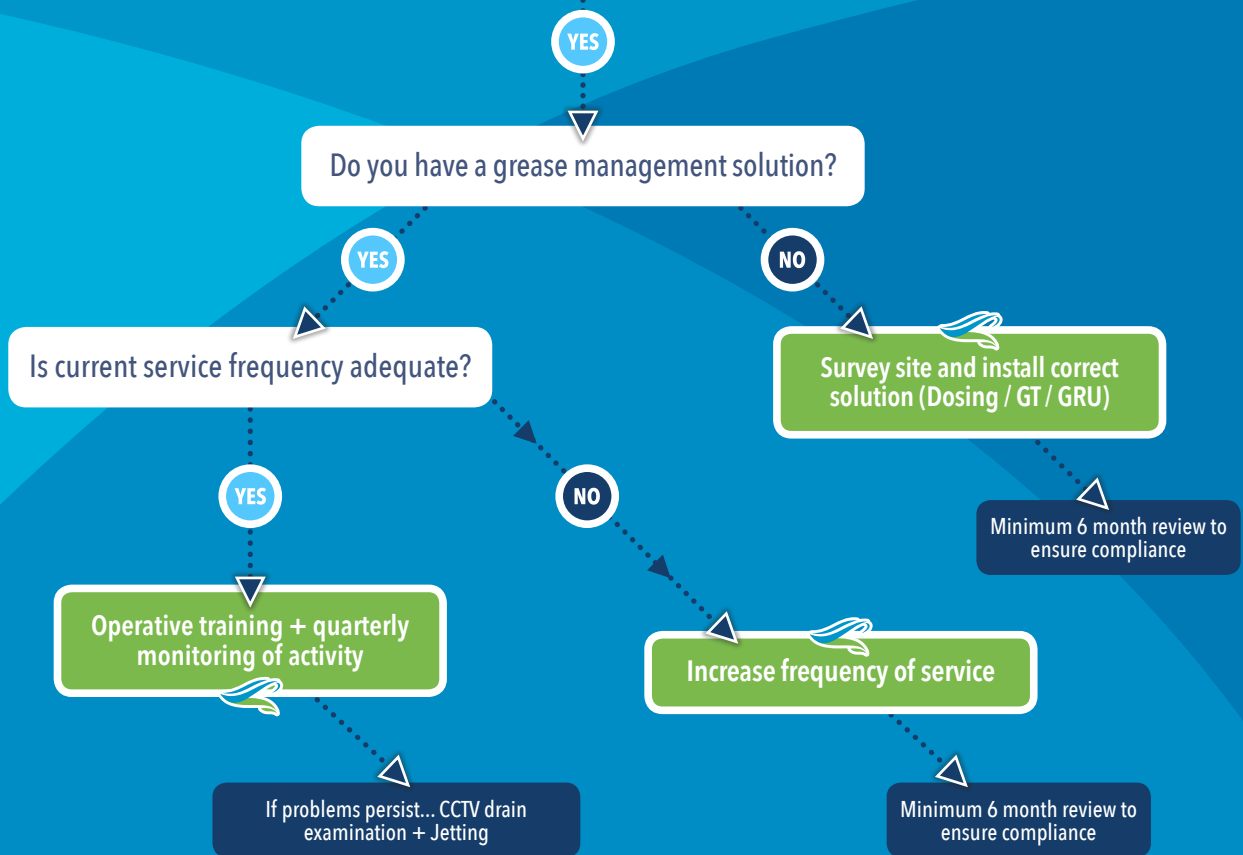 YES
Do you have a grease management solution?
YES
NO
Is current service frequency adequate?
Survey site and install correct
solution (Dosing / GT / GRU)
YES
NO
Minimum 6 month review to
ensure compliance
Operative training + quarterly
monitoring of activity
Increase frequency of service
If problems persist... CCTV drain
examination + Jetting
Minimum 6 month review to
ensure compliance